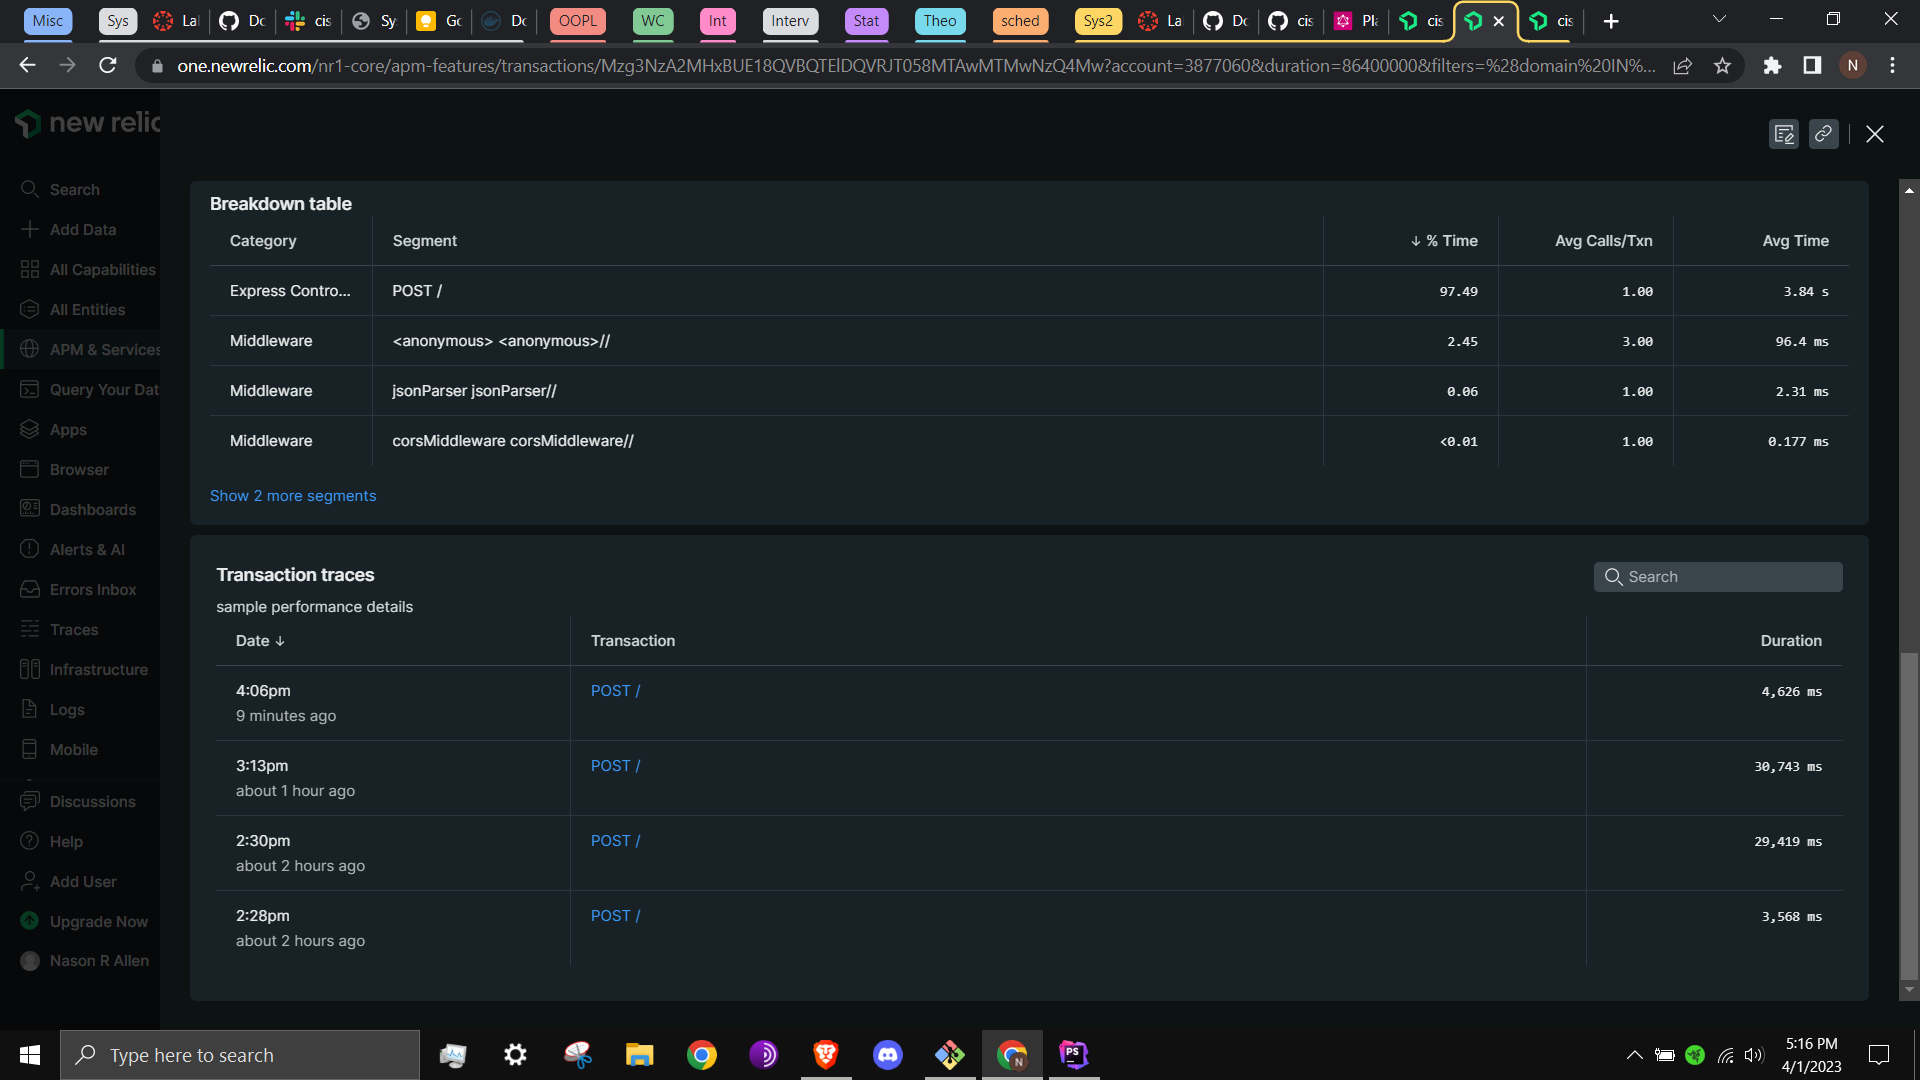 Misc Sys La Do cis Sy Go Do OOPL WC Int Interv Stat Theo sched Sys2 La Do cis Pla cis cis
one.newrelic.com/nr1-core/apm-features/transactions/Mzg3NzA2MHxBUE18QVBQTElDQVRJT058MTAwMTMwNzQ4Mw?account=3877060&duration=86400000&filters=%28domain%20IN%... N
new relic
Search
Add Data
All Capabilities
All Entities
APM & Services
Query Your Dat
Apps
Browser
Dashboards
Alerts & AI
Errors Inbox
Traces
Infrastructure
Logs
Mobile
Discussions
Help
Add User
Upgrade Now
Nason R Allen
Breakdown table
Category Segment ↓ % Time Avg Calls/Txn Avg Time
Express Contro... POST / 97.49 1.00 3.84 s
Middleware <anonymous> <anonymous>// 2.45 3.00 96.4 ms
Middleware jsonParser jsonParser// 0.06 1.00 2.31 ms
Middleware corsMiddleware corsMiddleware// <0.01 1.00 0.177 ms
Show 2 more segments
Transaction traces
Search
sample performance details
Date ↓ Transaction Duration
4:06pm POST / 4,626 ms
9 minutes ago
3:13pm POST / 30,743 ms
about 1 hour ago
2:30pm POST / 29,419 ms
about 2 hours ago
2:28pm POST / 3,568 ms
about 2 hours ago
Type here to search
N
PS
5:16 PM
4/1/2023